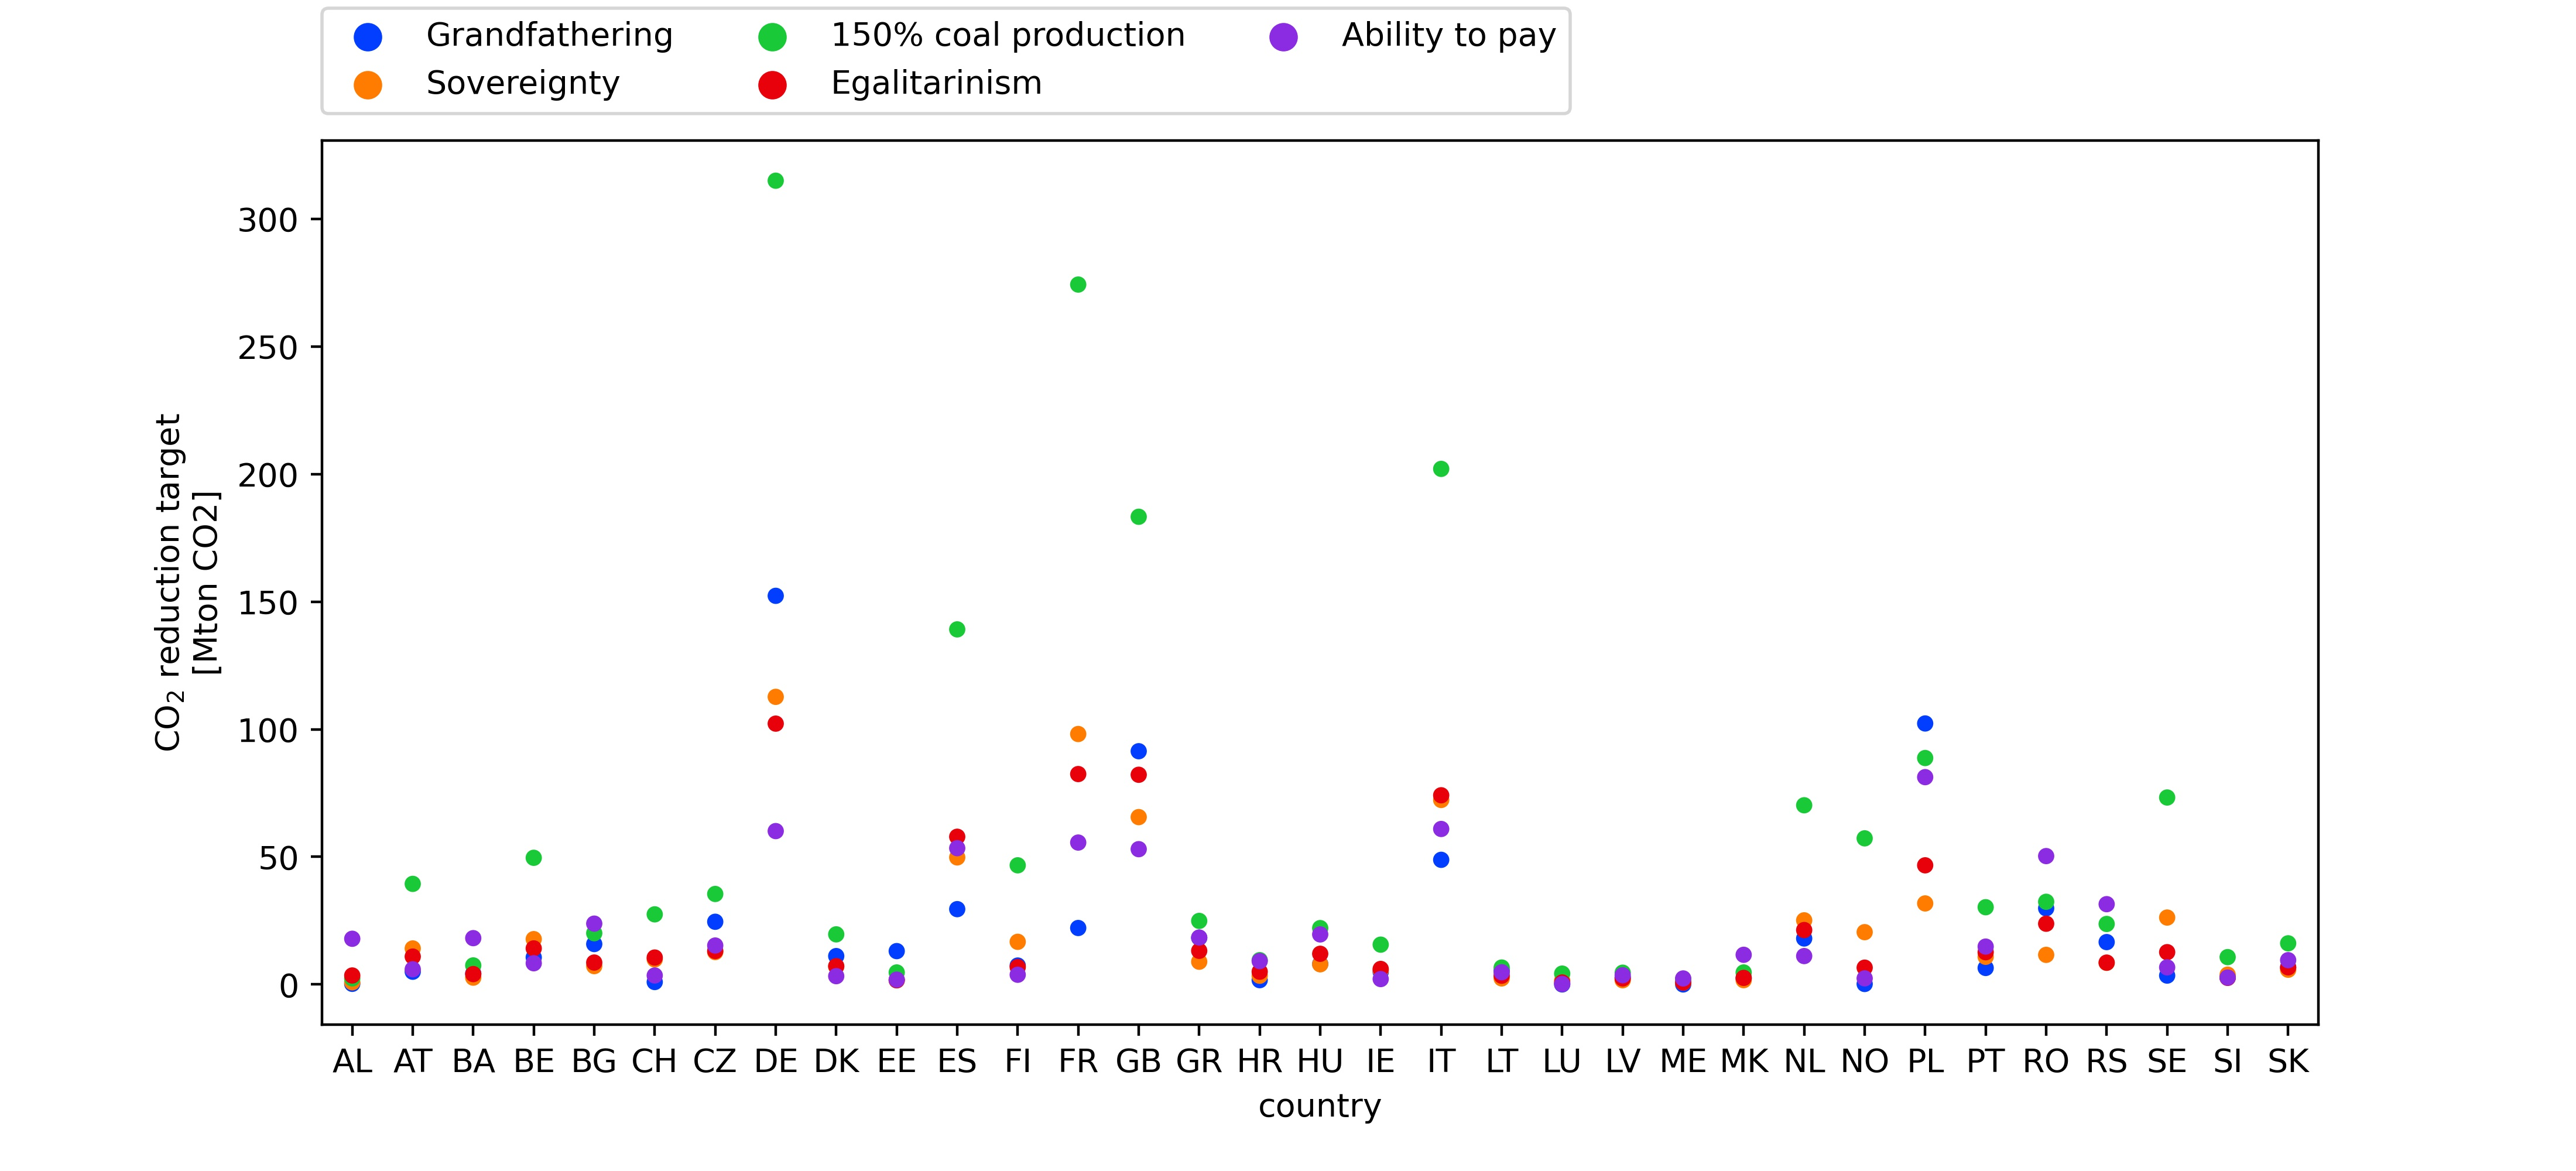 Grandfathering
Sovereignty
150% coal production
Egalitarinism
Ability to pay
300
250
200
150
100
50
0
CO₂ reduction target
[Mton CO2]
AL AT BA BE BG CH CZ DE DK EE ES FI FR GB GR HR HU IE IT LT LU LV ME MK NL NO PL PT RO RS SE SI SK
country